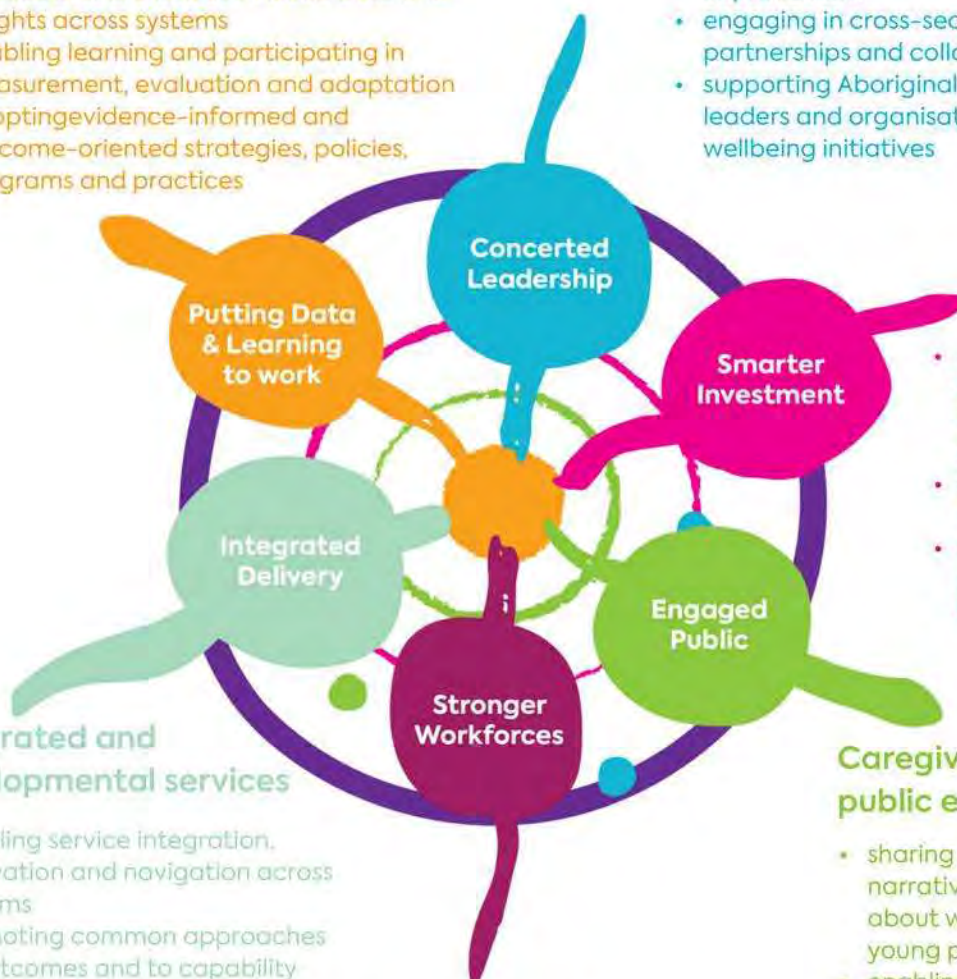 ghts across systems
bling learning and participating in
asurement, evaluation and adaptation
optingevidence-informed and
come-oriented strategies, policies,
grams and practices
• engaging in cross-sec
partnerships and colla
• supporting Aboriginal
leaders and organisat
wellbeing initiatives
Concerted
Leadership
Putting Data
& Learning
to work
Smarter
Investment
Integrated
Delivery
Engaged
Public
Stronger
Workforces
rated and
lopmental services
ling service integration,
vation and navigation across
ms
noting common approaches
utcomes and to capability
Caregiv
public e
• sharing
narrativ
about w
young p